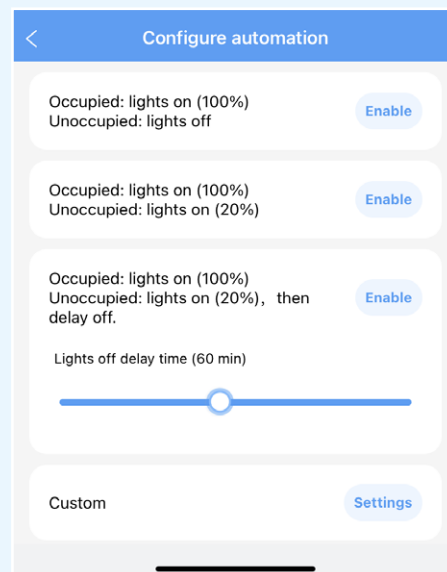 Configure automation
Occupied: lights on (100%)
Unoccupied: lights off
Enable
Occupied: lights on (100%)
Unoccupied: lights on (20%)
Enable
Occupied: lights on (100%)
Unoccupied: lights on (20%)，then
delay off.
Enable
Lights off delay time (60 min)
Custom
Settings